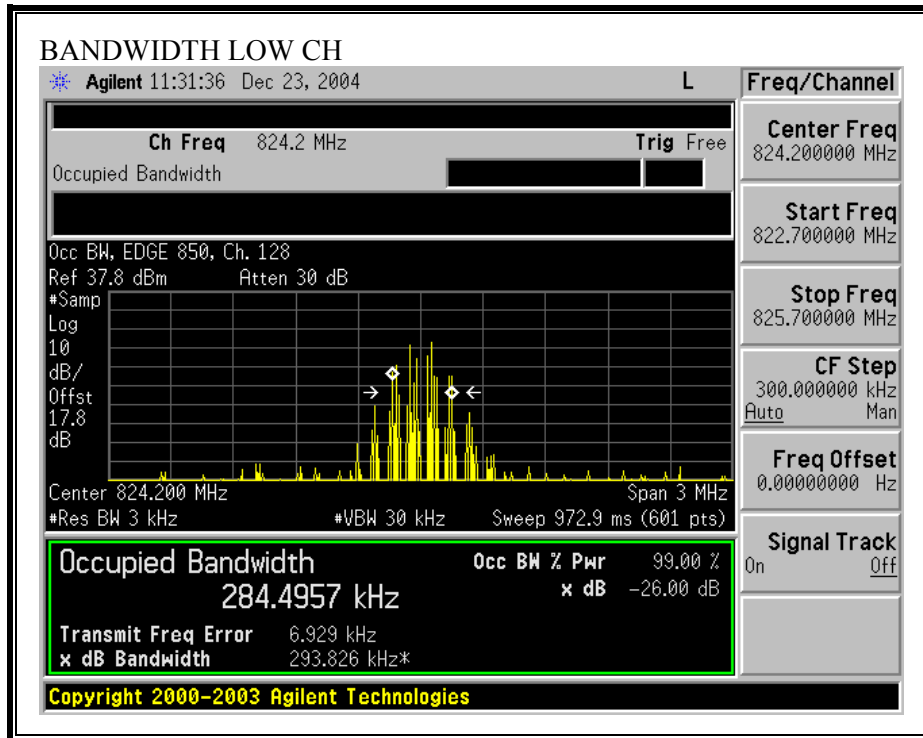 BANDWIDTH LOW CH
Agilent 11:31:36 Dec 23, 2004 L
Freq/Channel
Ch Freq 824.2 MHz Trig Free
Occupied Bandwidth
Center Freq
824.200000 MHz
Start Freq
822.700000 MHz
Occ BW, EDGE 850, Ch. 128
Ref 37.8 dBm Atten 30 dB
#Samp
Log
10
dB/
Offst
17.8
dB
Stop Freq
825.700000 MHz
CF Step
300.000000 kHz
Auto Man
Freq Offset
0.00000000 Hz
Center 824.200 MHz Span 3 MHz
#Res BW 3 kHz #VBW 30 kHz Sweep 972.9 ms (601 pts)
Signal Track
On Off
Occupied Bandwidth
284.4957 kHz
Occ BW % Pwr 99.00 %
x dB -26.00 dB
Transmit Freq Error 6.929 kHz
x dB Bandwidth 293.826 kHz*
Copyright 2000-2003 Agilent Technologies